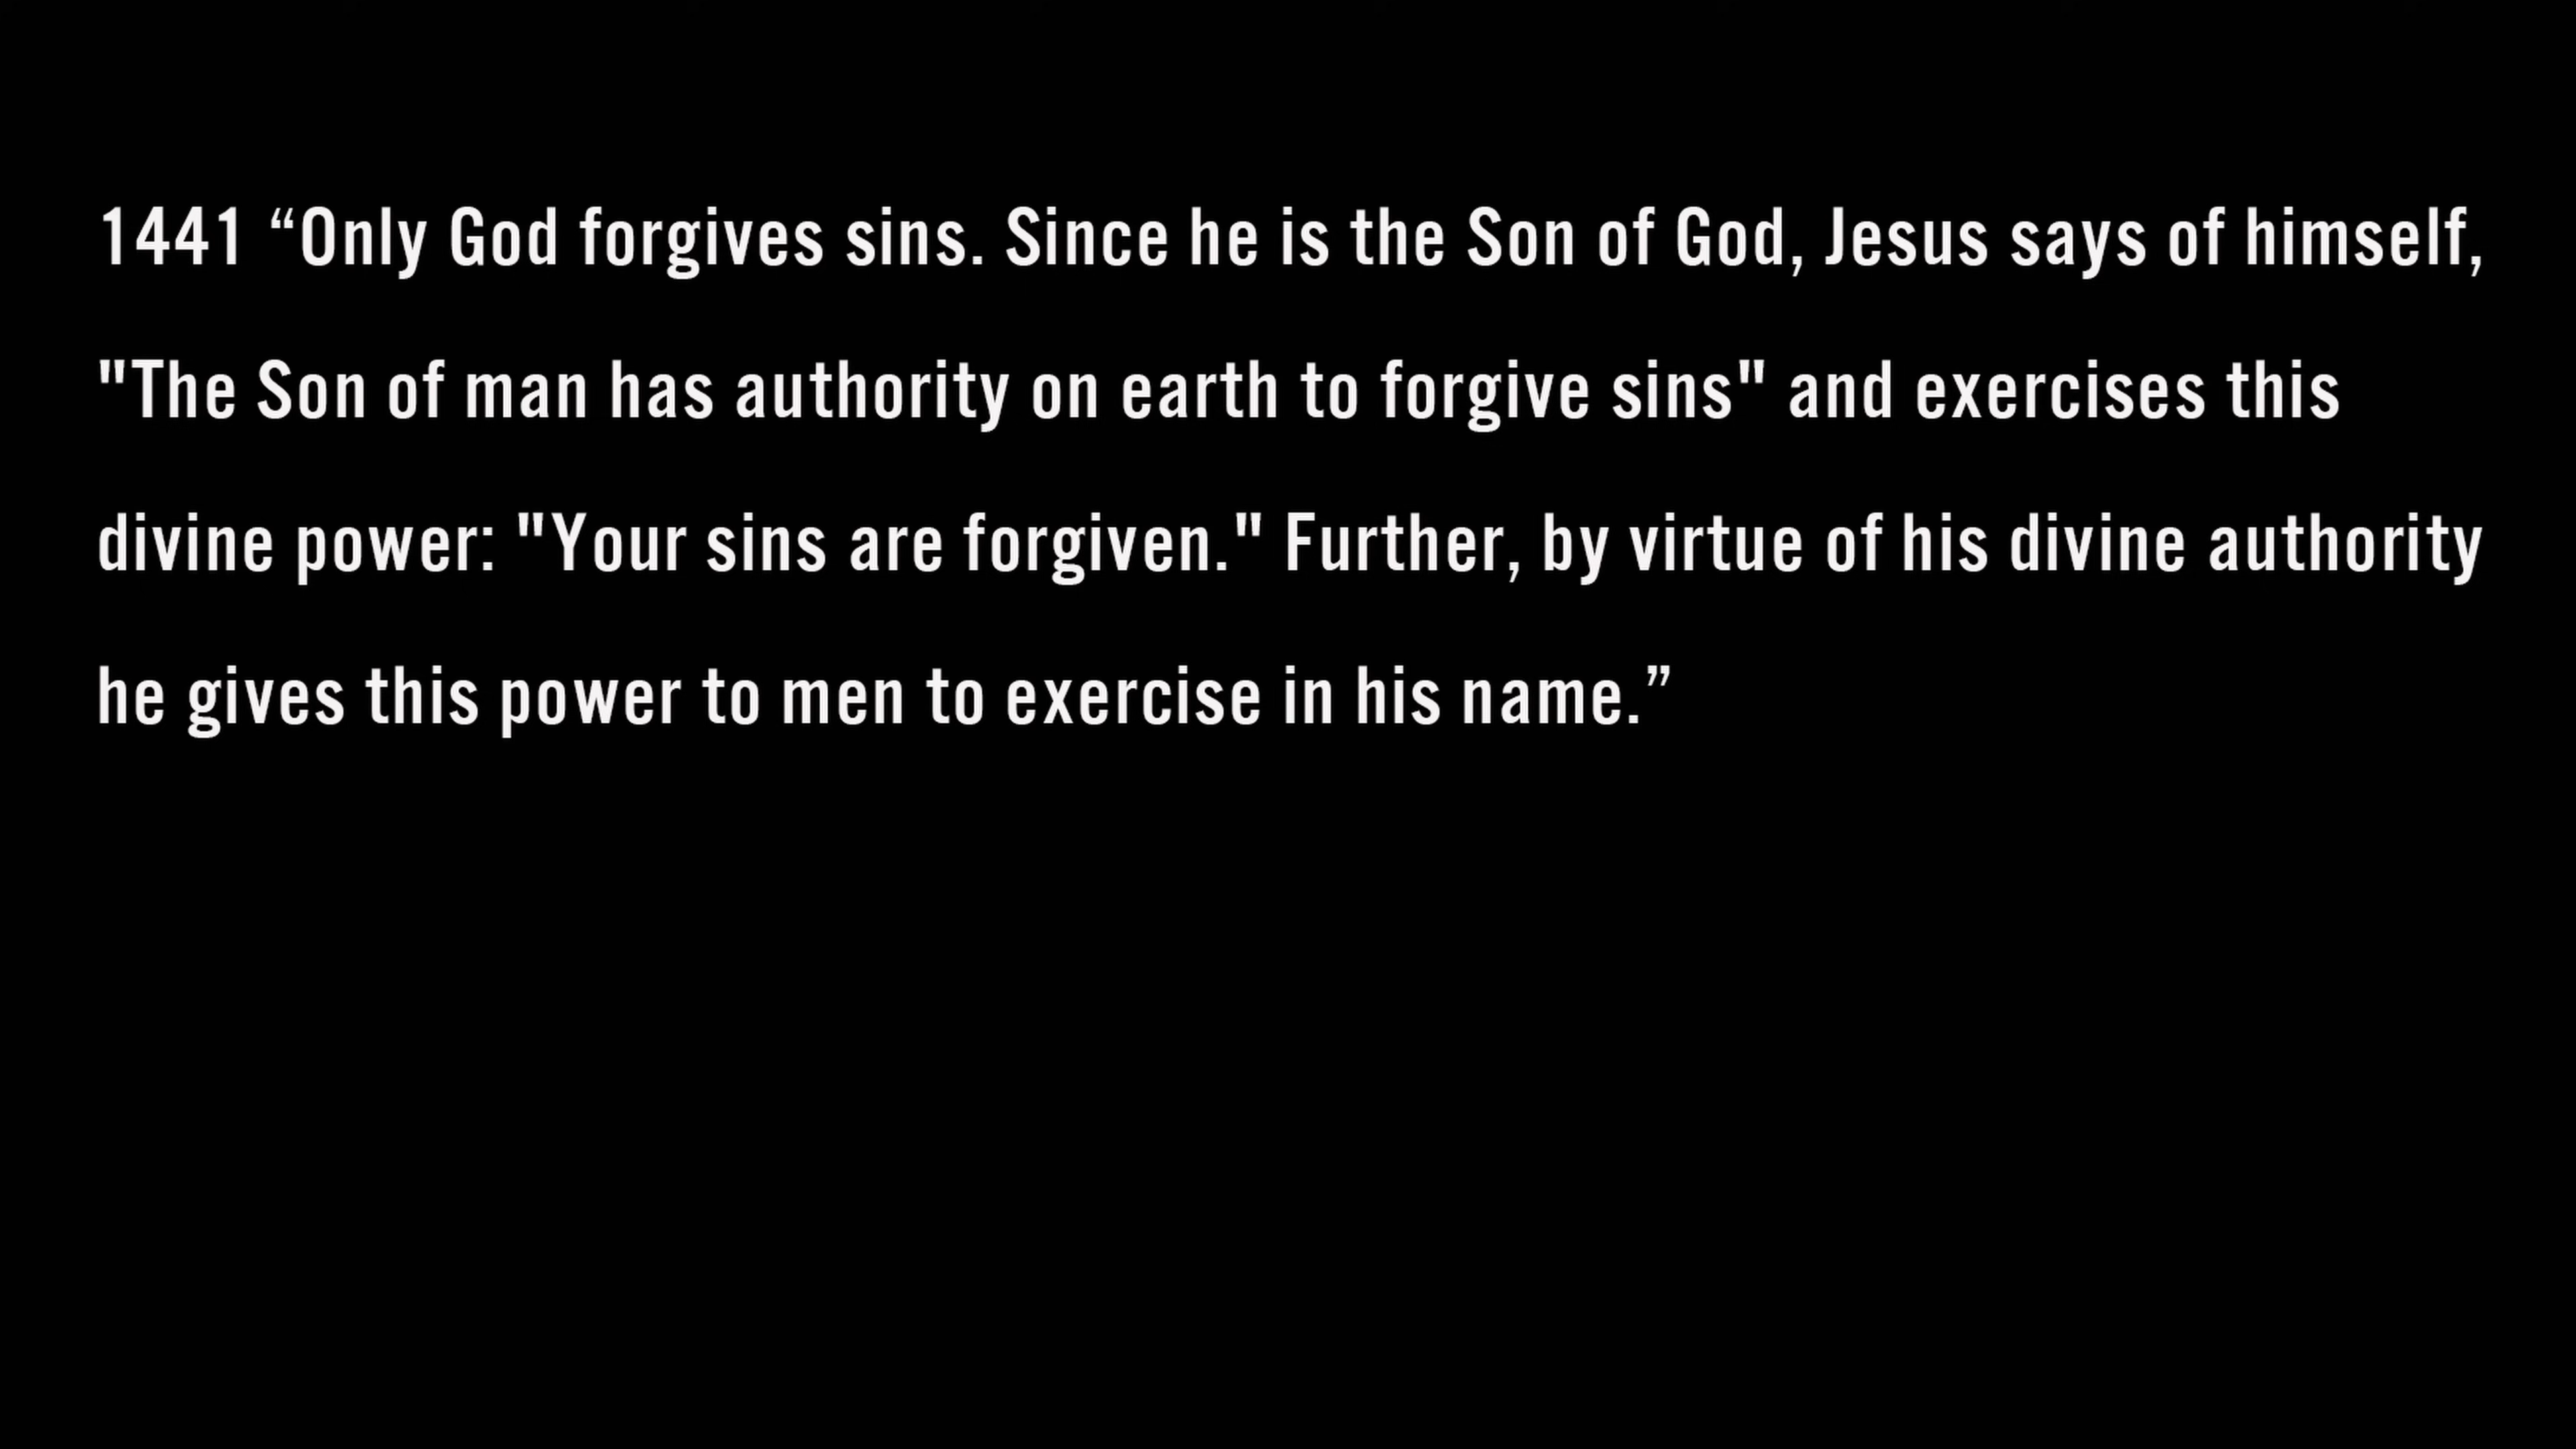 1441 “Only God forgives sins. Since he is the Son of God, Jesus says of himself,
"The Son of man has authority on earth to forgive sins" and exercises this
divine power: "Your sins are forgiven." Further, by virtue of his divine authority
he gives this power to men to exercise in his name.”